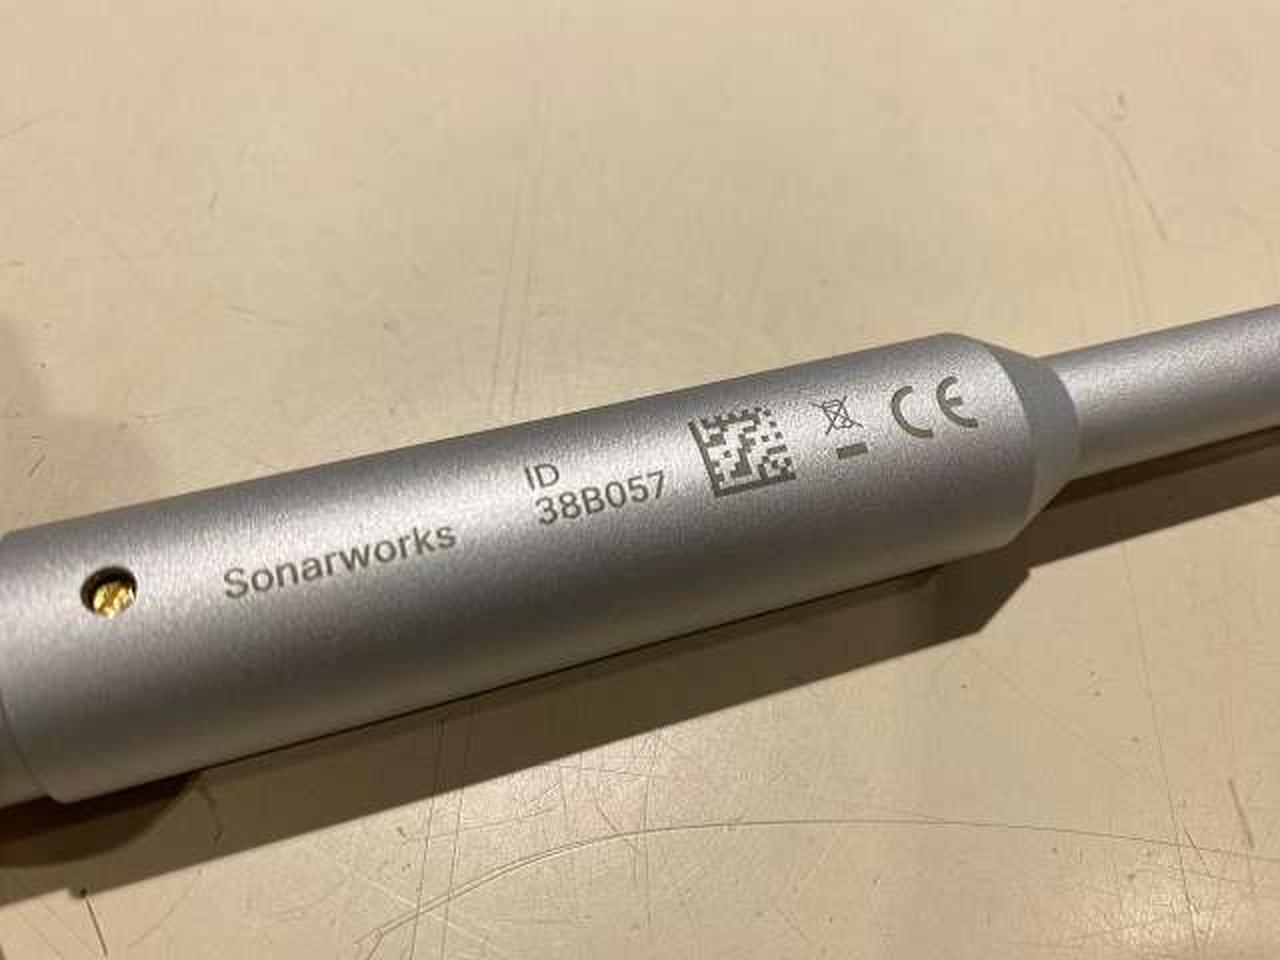 Sonarworks
ID
38B057
CE